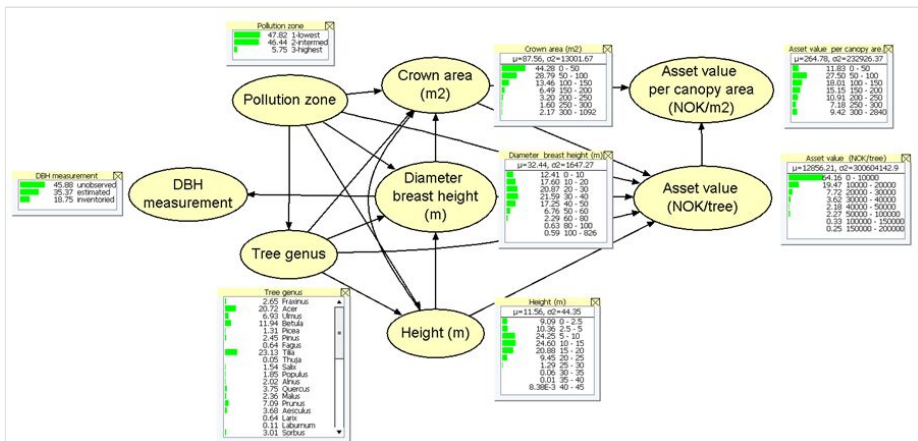 Pollution zone
47.82 1-lowest
46.44 2-intermed
5.75 3-highest
Crown area (m2)
μ=87.56, σ2=13001.67
44.28 0 - 50
28.79 50 - 100
13.46 100 - 150
6.49 150 - 200
3.20 200 - 250
1.60 250 - 300
2.17 300 - 1092
Asset value per canopy are.
μ=264.78, σ2=232926.37
11.83 0 - 50
27.50 50 - 100
18.01 100 - 150
15.15 150 - 200
10.91 200 - 250
7.18 250 - 300
9.42 300 - 2840
Pollution zone
Crown area
(m2)
Asset value
per canopy area
(NOK/m2)
DBH measurement
45.88 unobserved
35.37 estimated
18.75 inventoried
DBH
measurement
Diameter
breast height
(m)
Diameter breast height (m)
μ=32.44, σ2=1647.27
12.41 0 - 10
17.60 10 - 20
20.87 20 - 30
21.59 30 - 40
17.25 40 - 50
6.76 50 - 60
2.29 60 - 80
0.63 80 - 100
0.59 100 - 826
Asset value
(NOK/tree)
Asset value (NOK/tree)
μ=12856.21, σ2=300604142.9
64.16 0 - 10000
19.47 10000 - 20000
7.72 20000 - 30000
3.62 30000 - 40000
2.18 40000 - 50000
2.27 50000 - 100000
0.33 100000 - 150000
0.25 150000 - 200000
Tree genus
Height (m)
Tree genus
2.65 Fraxinus
20.72 Acer
6.93 Ulmus
11.94 Betula
1.31 Picea
2.45 Pinus
0.64 Fagus
23.13 Tilia
0.05 Thuja
1.54 Salix
1.85 Populus
2.02 Alnus
3.75 Quercus
2.36 Malus
7.09 Prunus
3.68 Aesculus
0.64 Larix
0.11 Laburnum
3.01 Sorbus
Height (m)
μ=11.56, σ2=44.35
9.09 0 - 2.5
10.36 2.5 - 5
24.25 5 - 10
24.60 10 - 15
20.88 15 - 20
9.45 20 - 25
1.29 25 - 30
0.06 30 - 35
0.01 35 - 40
8.38E-3 40 - 45